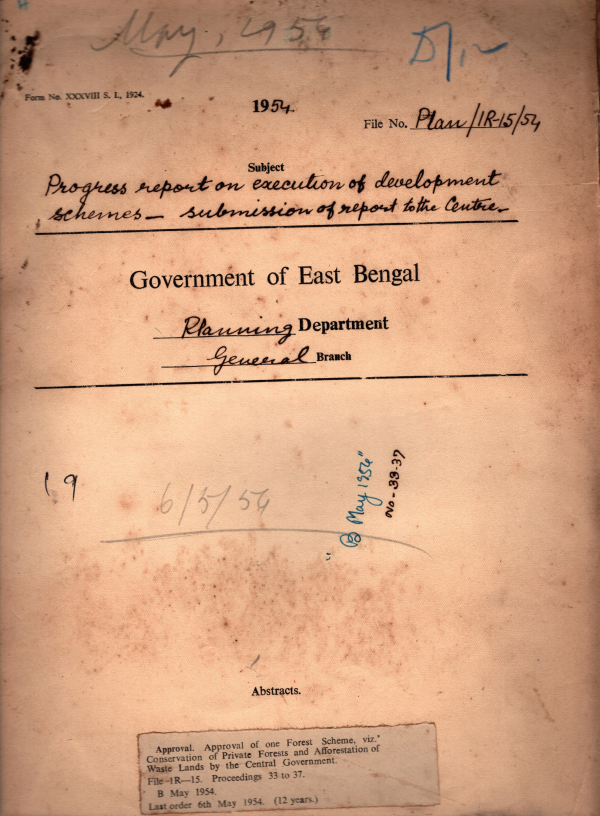 May, 1954
D/12
Form No. XXXVIII S. I., 1924.
1954.
File No. Plan/1R-15/54
Subject
Progress report on execution of development
schemes — submission of report to the Centre.
Government of East Bengal
Planning Department
General Branch
19
6/5/54
"B May 1954"
No-33-37
Abstracts.
Approval. Approval of one Forest Scheme, viz.'
Conservation of Private Forests and Afforestation of
Waste Lands by the Central Government.
File 1R—15. Proceedings 33 to 37.
B May 1954.
Last order 6th May 1954. (12 years.)